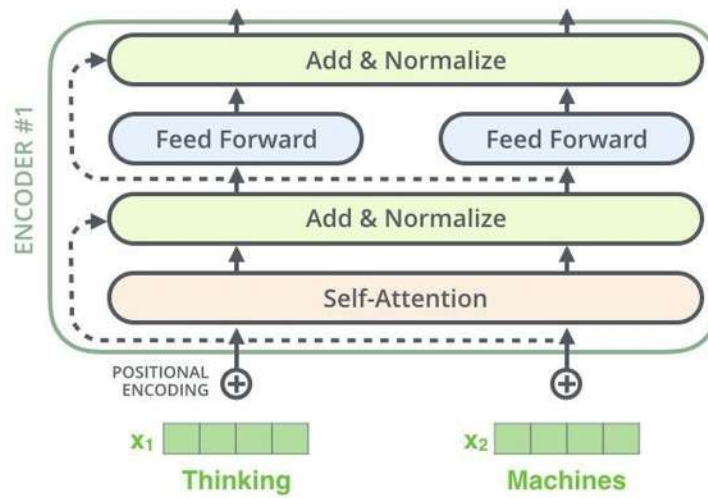 ENCODER #1
Add & Normalize
Feed Forward Feed Forward
Add & Normalize
Self-Attention
POSITIONAL
ENCODING
x₁ x₂
Thinking Machines